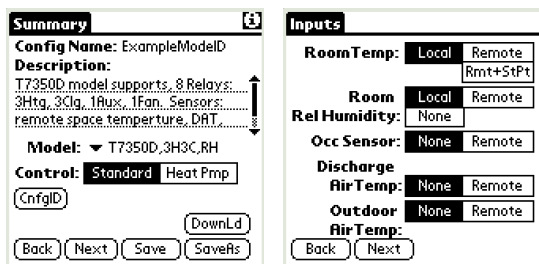 Summary
Config Name: ExampleModelD
Description:
T7350D model supports, 8 Relays:
3Htg, 3Clg, 1Aux, 1Fan. Sensors:
remote space temperture, DAT,
Model: T7350D,3H3C,RH
Control: Standard Heat Pmp
CnfgID
DownLd
Back Next Save SaveAs
Inputs
RoomTemp: Local Remote
Rmt+StPt
Room Local Remote
Rel Humidity: None
Occ Sensor: None Remote
Discharge
AirTemp: None Remote
Outdoor None Remote
AirTemp:
Back Next